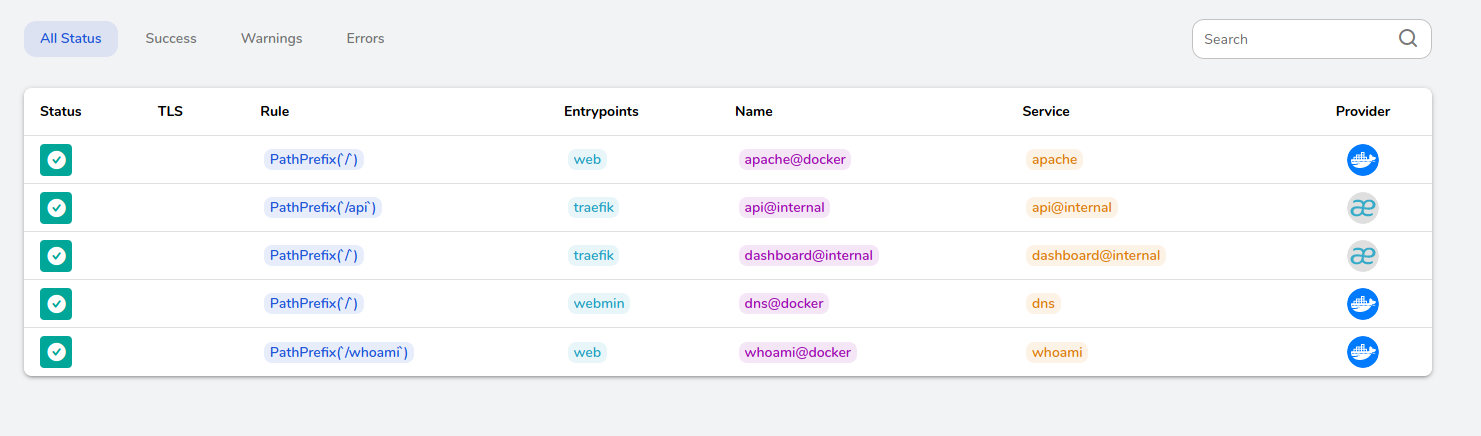 All Status Success Warnings Errors Search
Status TLS Rule Entrypoints Name Service Provider
PathPrefix(`/`) web apache@docker apache
PathPrefix(`/api`) traefik api@internal api@internal
PathPrefix(`/`) traefik dashboard@internal dashboard@internal
PathPrefix(`/`) webmin dns@docker dns
PathPrefix(`/whoami`) web whoami@docker whoami